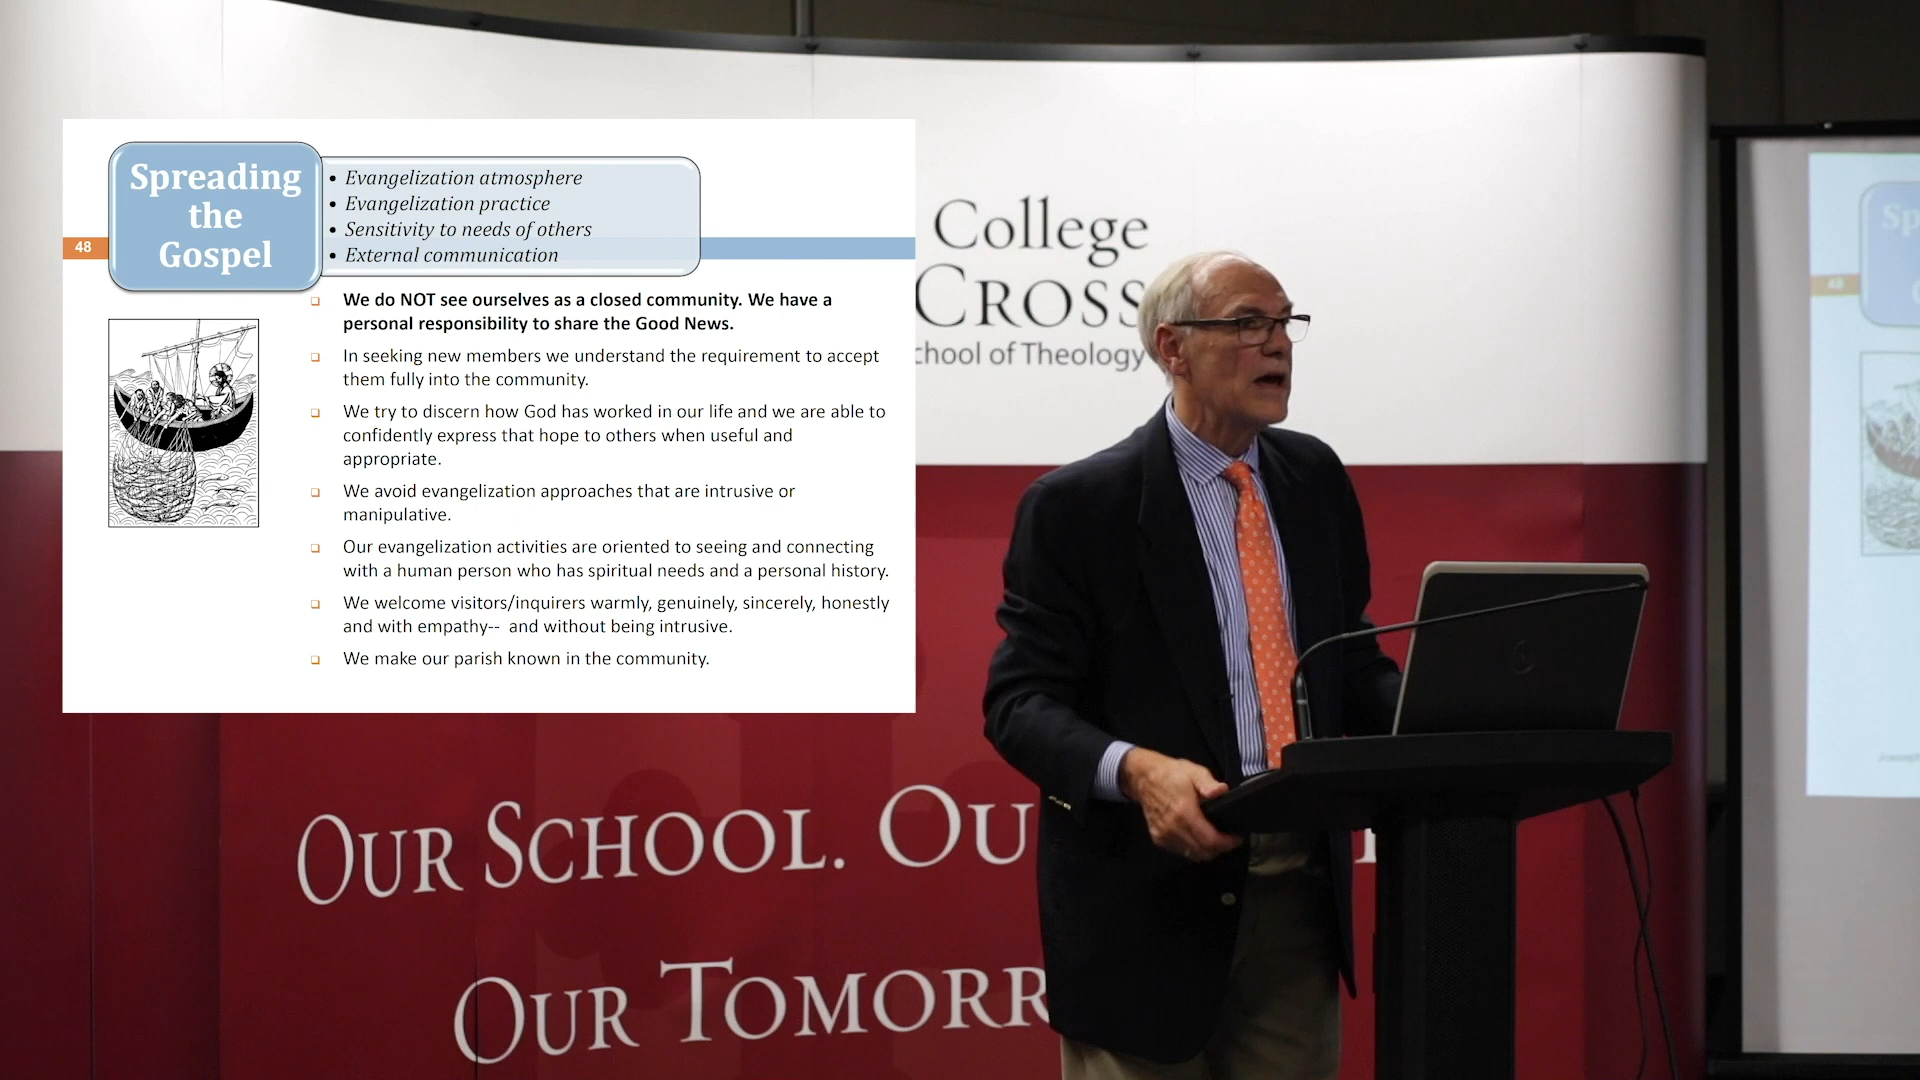 Spreading
the
Gospel
• Evangelization atmosphere
• Evangelization practice
• Sensitivity to needs of others
• External communication
48
We do NOT see ourselves as a closed community. We have a
personal responsibility to share the Good News.
In seeking new members we understand the requirement to accept
them fully into the community.
We try to discern how God has worked in our life and we are able to
confidently express that hope to others when useful and
appropriate.
We avoid evangelization approaches that are intrusive or
manipulative.
Our evangelization activities are oriented to seeing and connecting
with a human person who has spiritual needs and a personal history.
We welcome visitors/inquirers warmly, genuinely, sincerely, honestly
and with empathy-- and without being intrusive.
We make our parish known in the community.
College
CROSS
chool of Theology
OUR SCHOOL. OU
OUR TOMORR
Sp
48